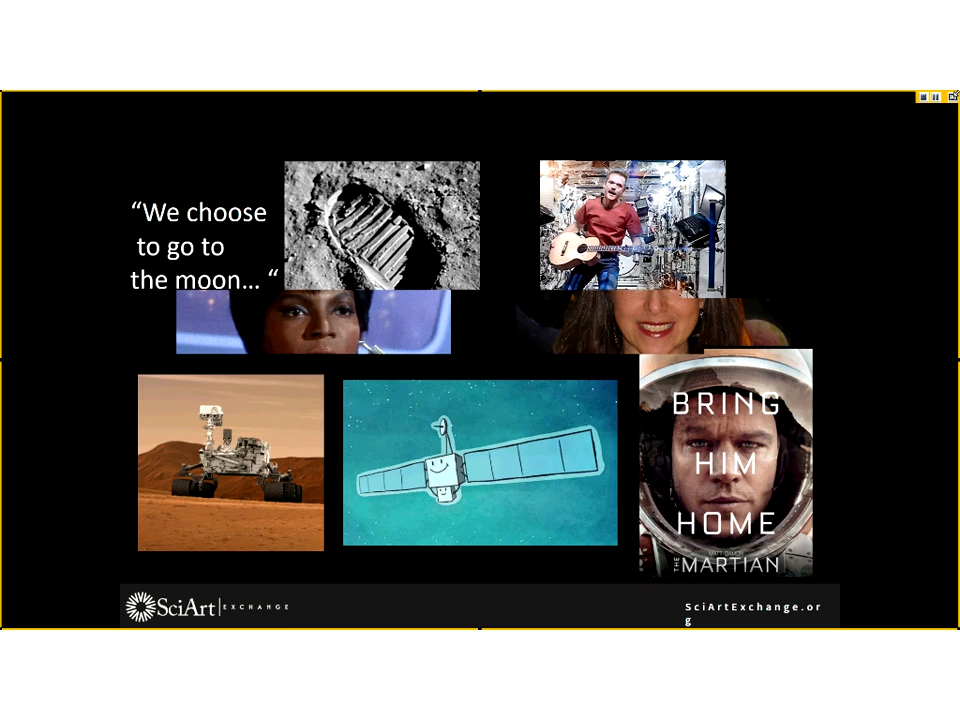 “We choose
to go to
the moon... “
BRING
HIM
HOME
MATT DAMON
THE MARTIAN
SciArt EXCHANGE
SciArtExchange.or
g